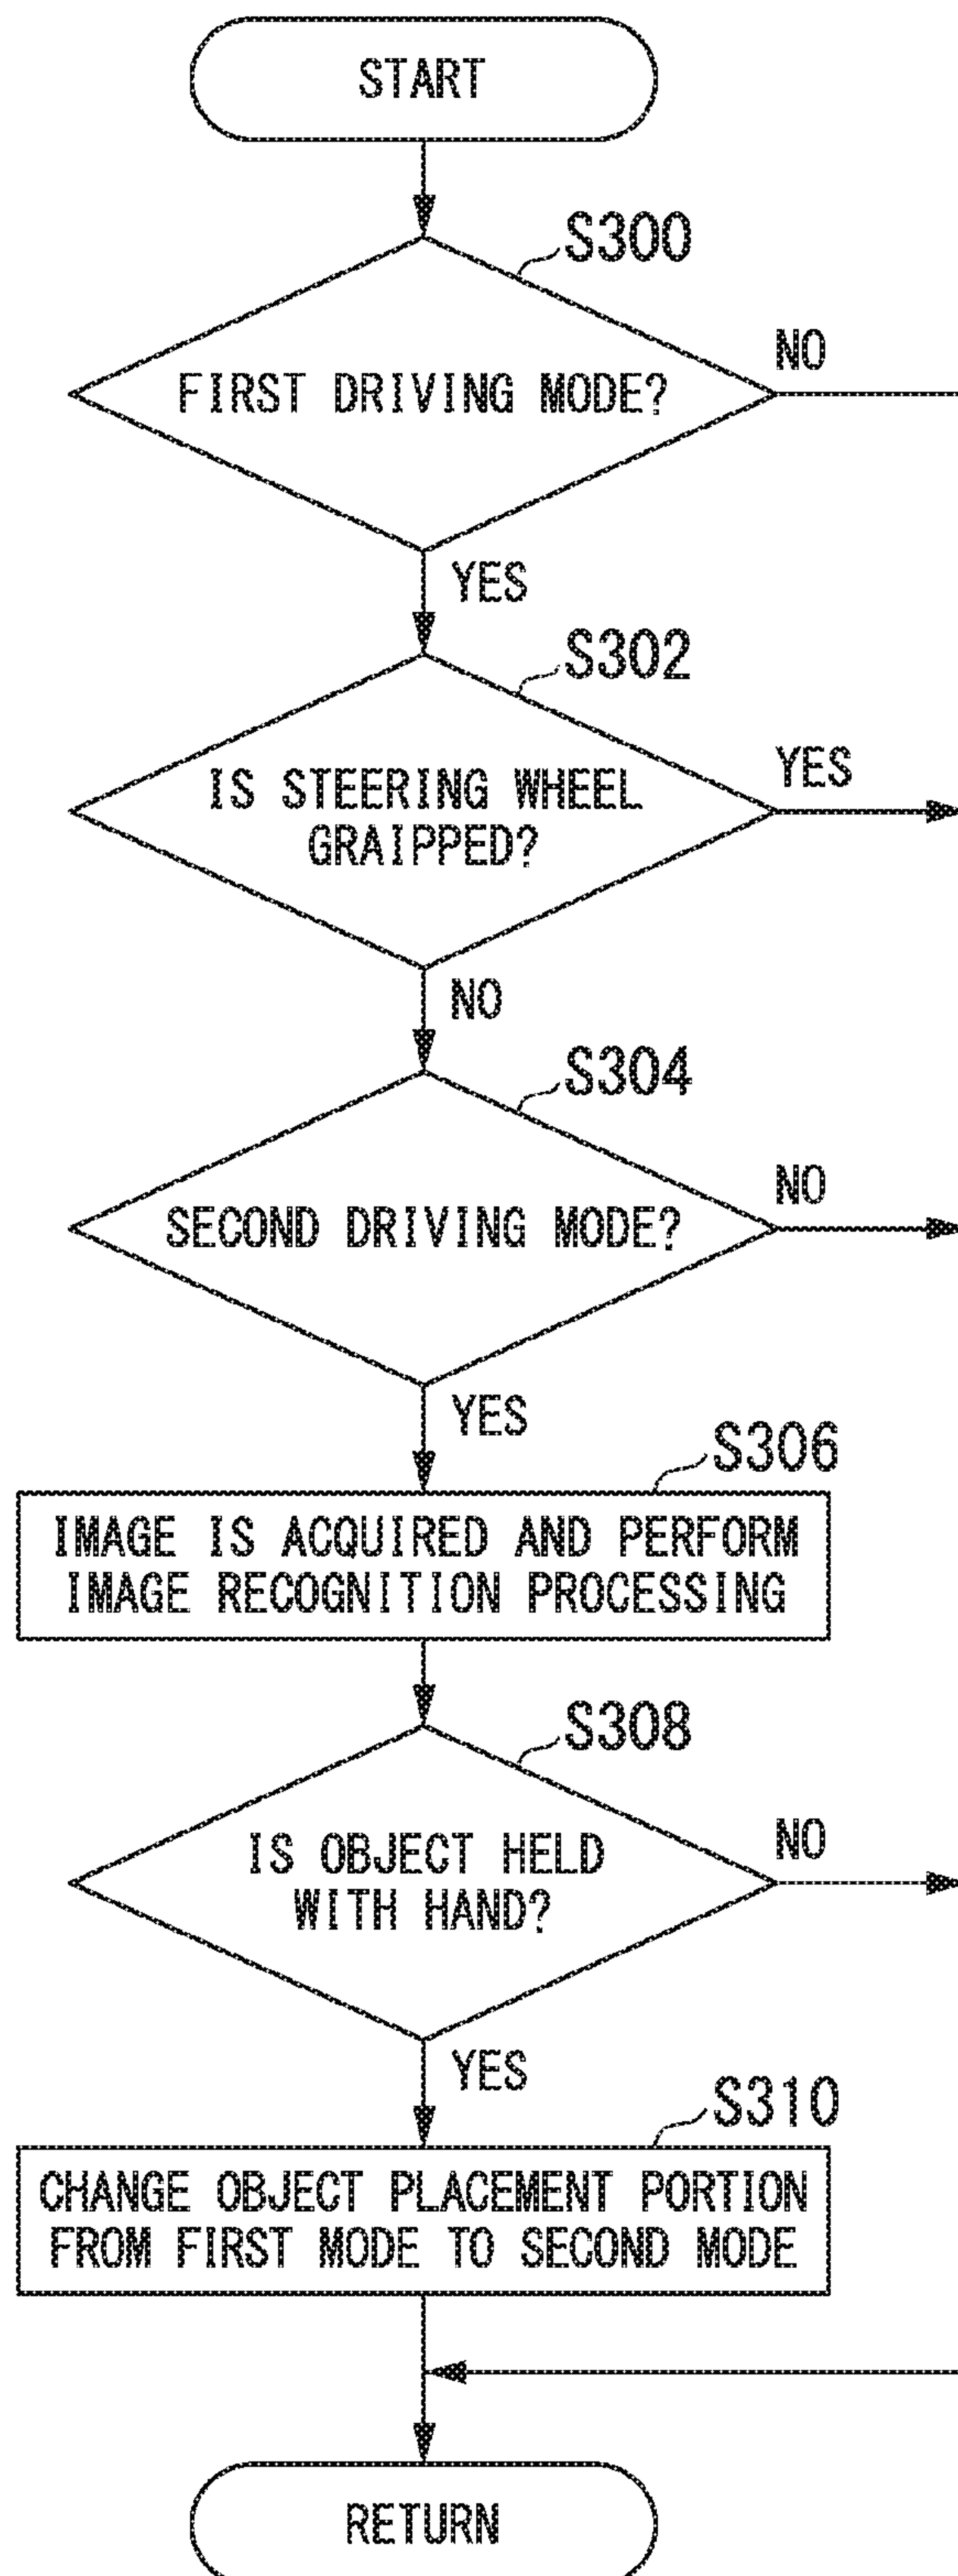 START
S300
FIRST DRIVING MODE?
NO
YES
S302
IS STEERING WHEEL
GRAIPPED?
YES
NO
S304
SECOND DRIVING MODE?
NO
YES
S306
IMAGE IS ACQUIRED AND PERFORM
IMAGE RECOGNITION PROCESSING
S308
IS OBJECT HELD
WITH HAND?
NO
YES
S310
CHANGE OBJECT PLACEMENT PORTION
FROM FIRST MODE TO SECOND MODE
RETURN